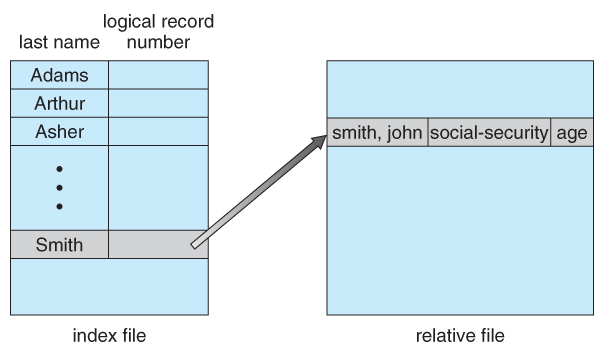 logical record
last name number
Adams
Arthur
Asher
Smith
smith, john social-security age
index file
relative file